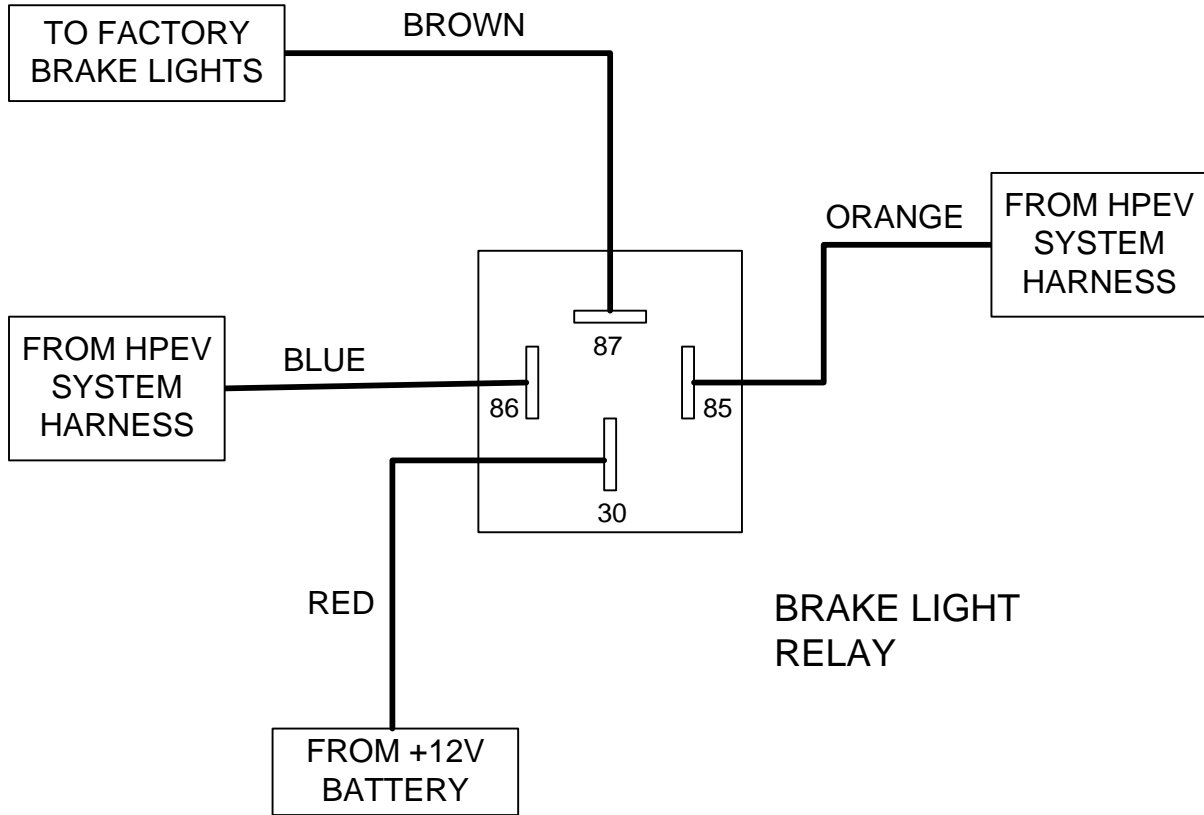 TO FACTORY
BRAKE LIGHTS
BROWN
ORANGE
FROM HPEV
SYSTEM
HARNESS
FROM HPEV
SYSTEM
HARNESS
BLUE
87
86
85
30
RED
BRAKE LIGHT
RELAY
FROM +12V
BATTERY